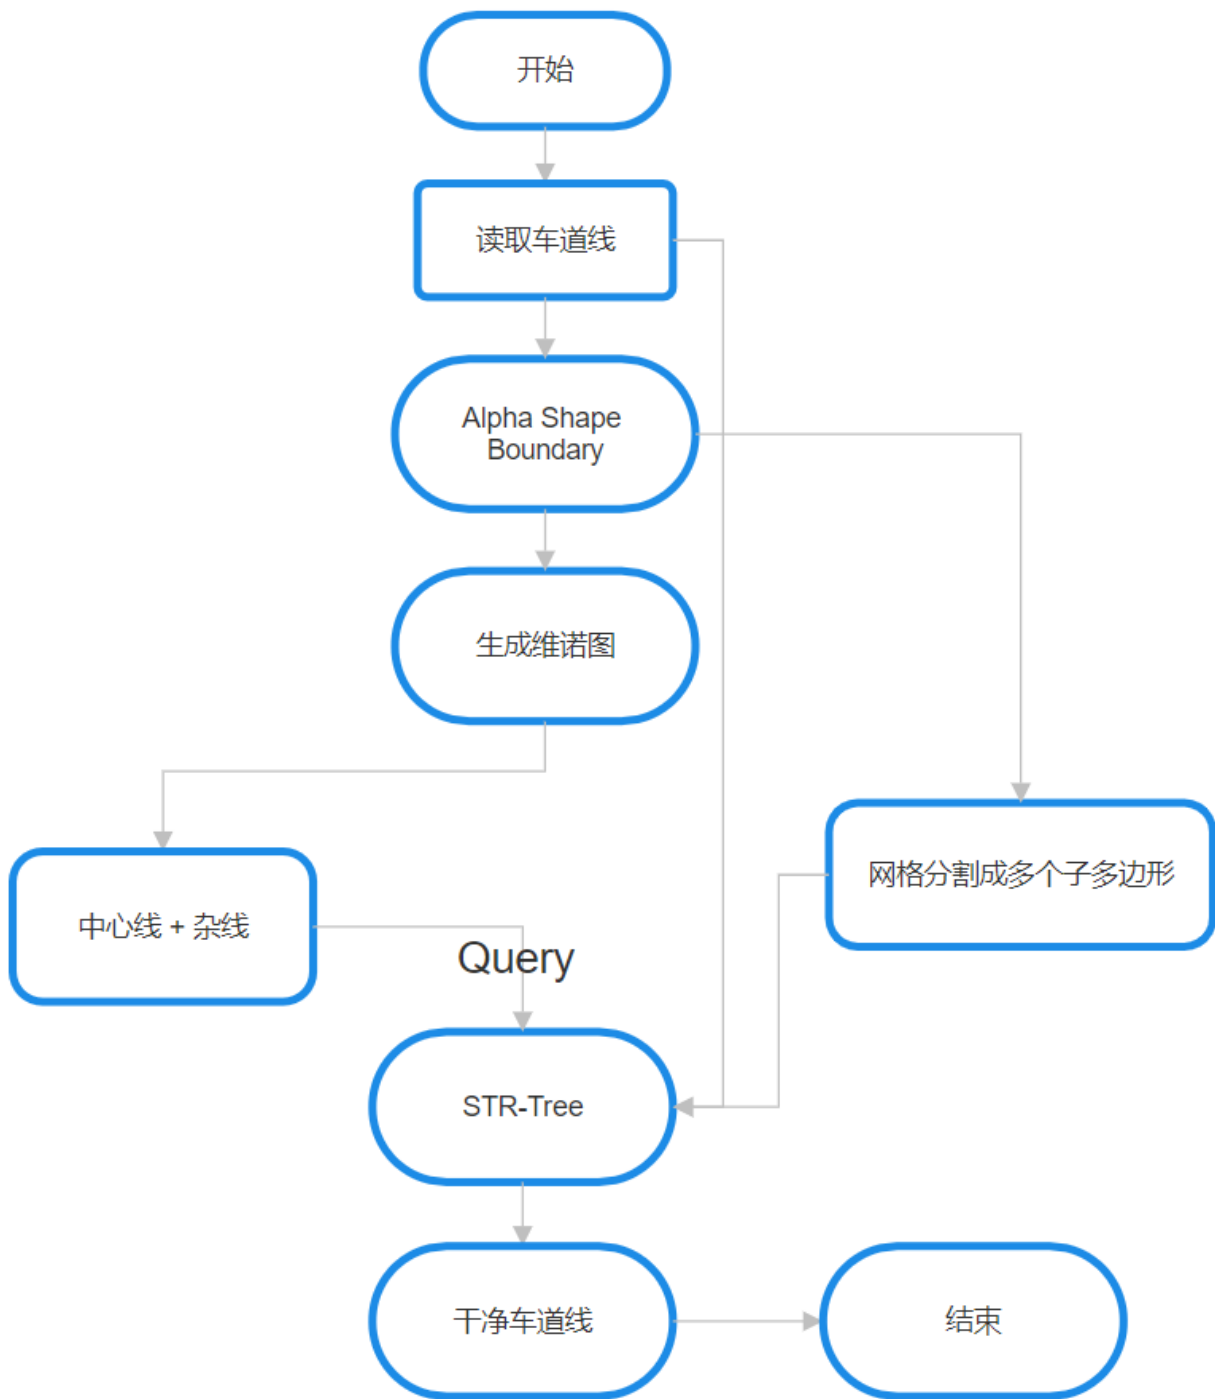 开始
读取车道线
Alpha Shape
Boundary
生成维诺图
网格分割成多个子多边形
中心线 + 杂线
Query
STR-Tree
干净车道线
结束